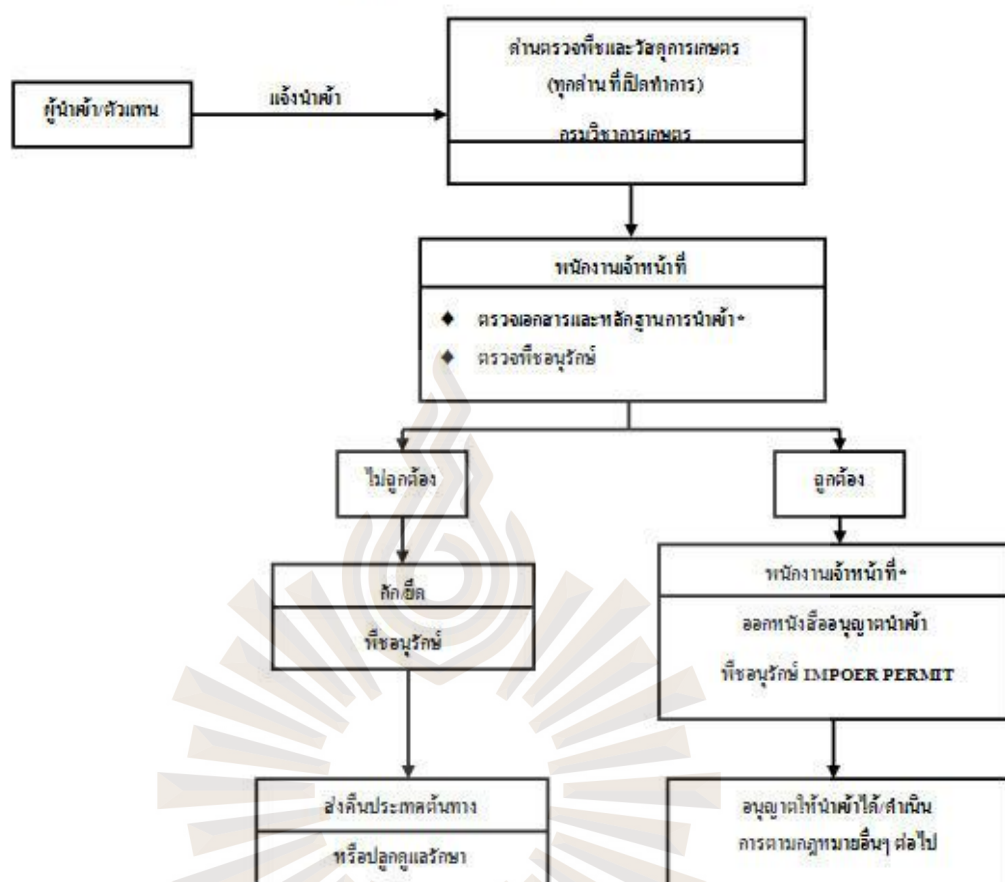 ด่านตรวจพืชและวัสดุการเกษตร
(ทุกด่าน ที่เปิดทำการ)
กรมวิชาการเกษตร
ผู้นำเข้า/ตัวแทน
แจ้งนำเข้า
พนักงานเจ้าหน้าที่
◆ ตรวจเอกสารและหลักฐานการนำเข้า*
◆ ตรวจพืชอนุรักษ์
ไม่ถูกต้อง
ถูกต้อง
กัก/ยึด
พืชอนุรักษ์
พนักงานเจ้าหน้าที่*
ออกหนังสืออนุญาตนำเข้า
พืชอนุรักษ์ IMPOER PERMIT
ส่งคืนประเทศต้นทาง
หรือปลูกดูแลรักษา
อนุญาตให้นำเข้าได้/ดำเนิน
การตามกฎหมายอื่นๆ ต่อไป